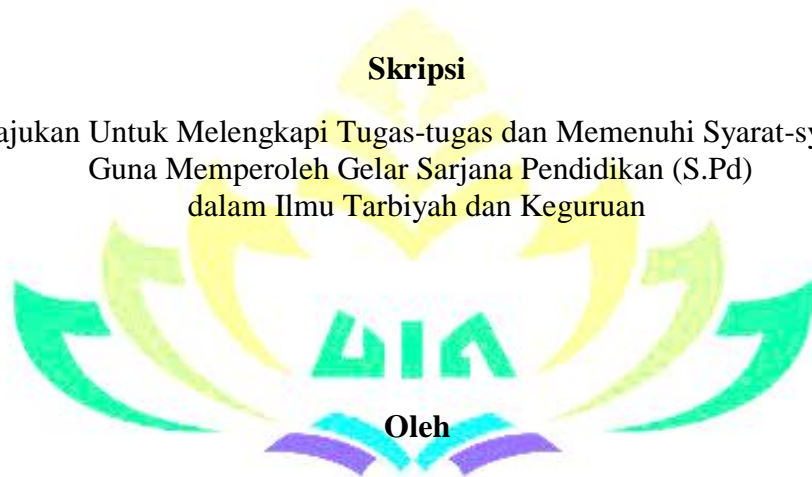 Skripsi
ajukan Untuk Melengkapi Tugas-tugas dan Memenuhi Syarat-sy
Guna Memperoleh Gelar Sarjana Pendidikan (S.Pd)
dalam Ilmu Tarbiyah dan Keguruan
UIN
Oleh